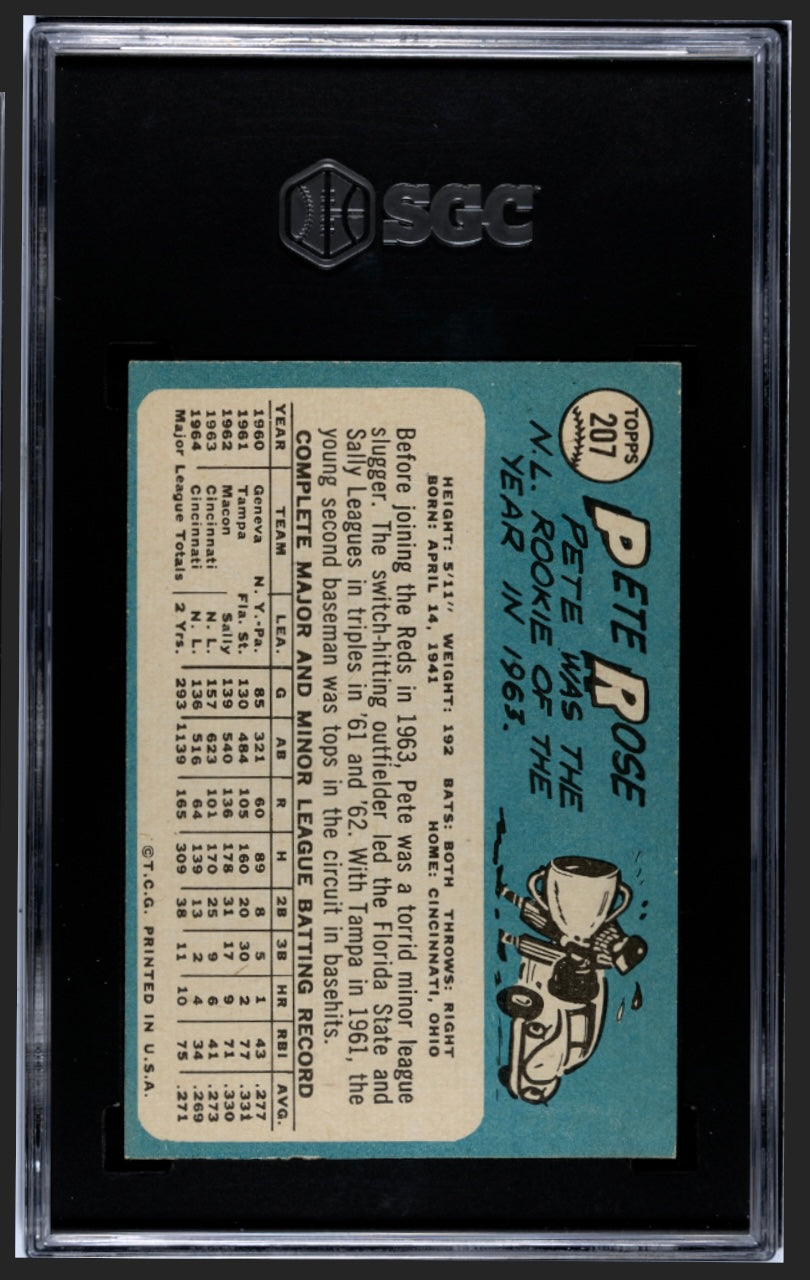 SGC
TOPPS
207
PETE ROSE
PETE WAS THE
N.L. ROOKIE OF THE
YEAR IN 1963.
HEIGHT: 5'11" WEIGHT: 192 BATS: BOTH THROWS: RIGHT
BORN: APRIL 14, 1941 HOME: CINCINNATI, OHIO
Before joining the Reds in 1963, Pete was a torrid minor league
slugger. The switch-hitting outfielder led the Florida State and
Sally Leagues in triples in '61 and '62. With Tampa in 1961, the
young second baseman was tops in the circuit in basehits.
COMPLETE MAJOR AND MINOR LEAGUE BATTING RECORD
YEAR TEAM LEA. G AB R H 2B 3B HR RBI AVG.
1960 Geneva N. Y.-Pa. 85 321 60 89 8 5 1 43 .277
1961 Tampa Fla. St. 130 484 105 160 20 30 2 77 .331
1962 Macon Sally 139 540 136 178 31 17 9 71 .330
1963 Cincinnati N. L. 157 623 101 170 25 9 6 41 .273
1964 Cincinnati N. L. 136 516 64 139 13 2 4 34 .269
Major League Totals 2 Yrs. 293 1139 165 309 38 11 10 75 .271
©T.C.G. PRINTED IN U.S.A.